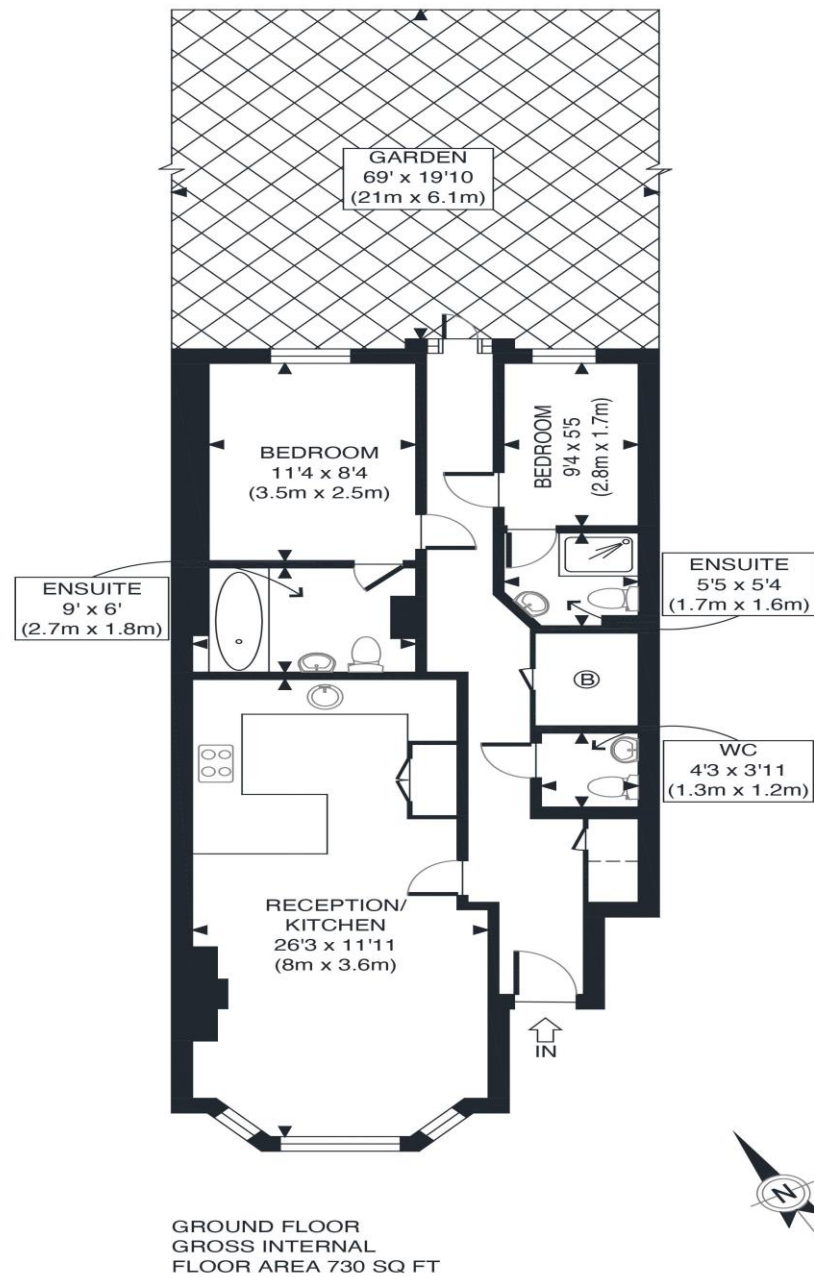 GARDEN
69' x 19'10
(21m x 6.1m)
BEDROOM
11'4 x 8'4
(3.5m x 2.5m)
BEDROOM
9'4 x 5'5
(2.8m x 1.7m)
ENSUITE
9' x 6'
(2.7m x 1.8m)
ENSUITE
5'5 x 5'4
(1.7m x 1.6m)
B
WC
4'3 x 3'11
(1.3m x 1.2m)
RECEPTION/
KITCHEN
26'3 x 11'11
(8m x 3.6m)
IN
N
GROUND FLOOR
GROSS INTERNAL
FLOOR AREA 730 SQ FT